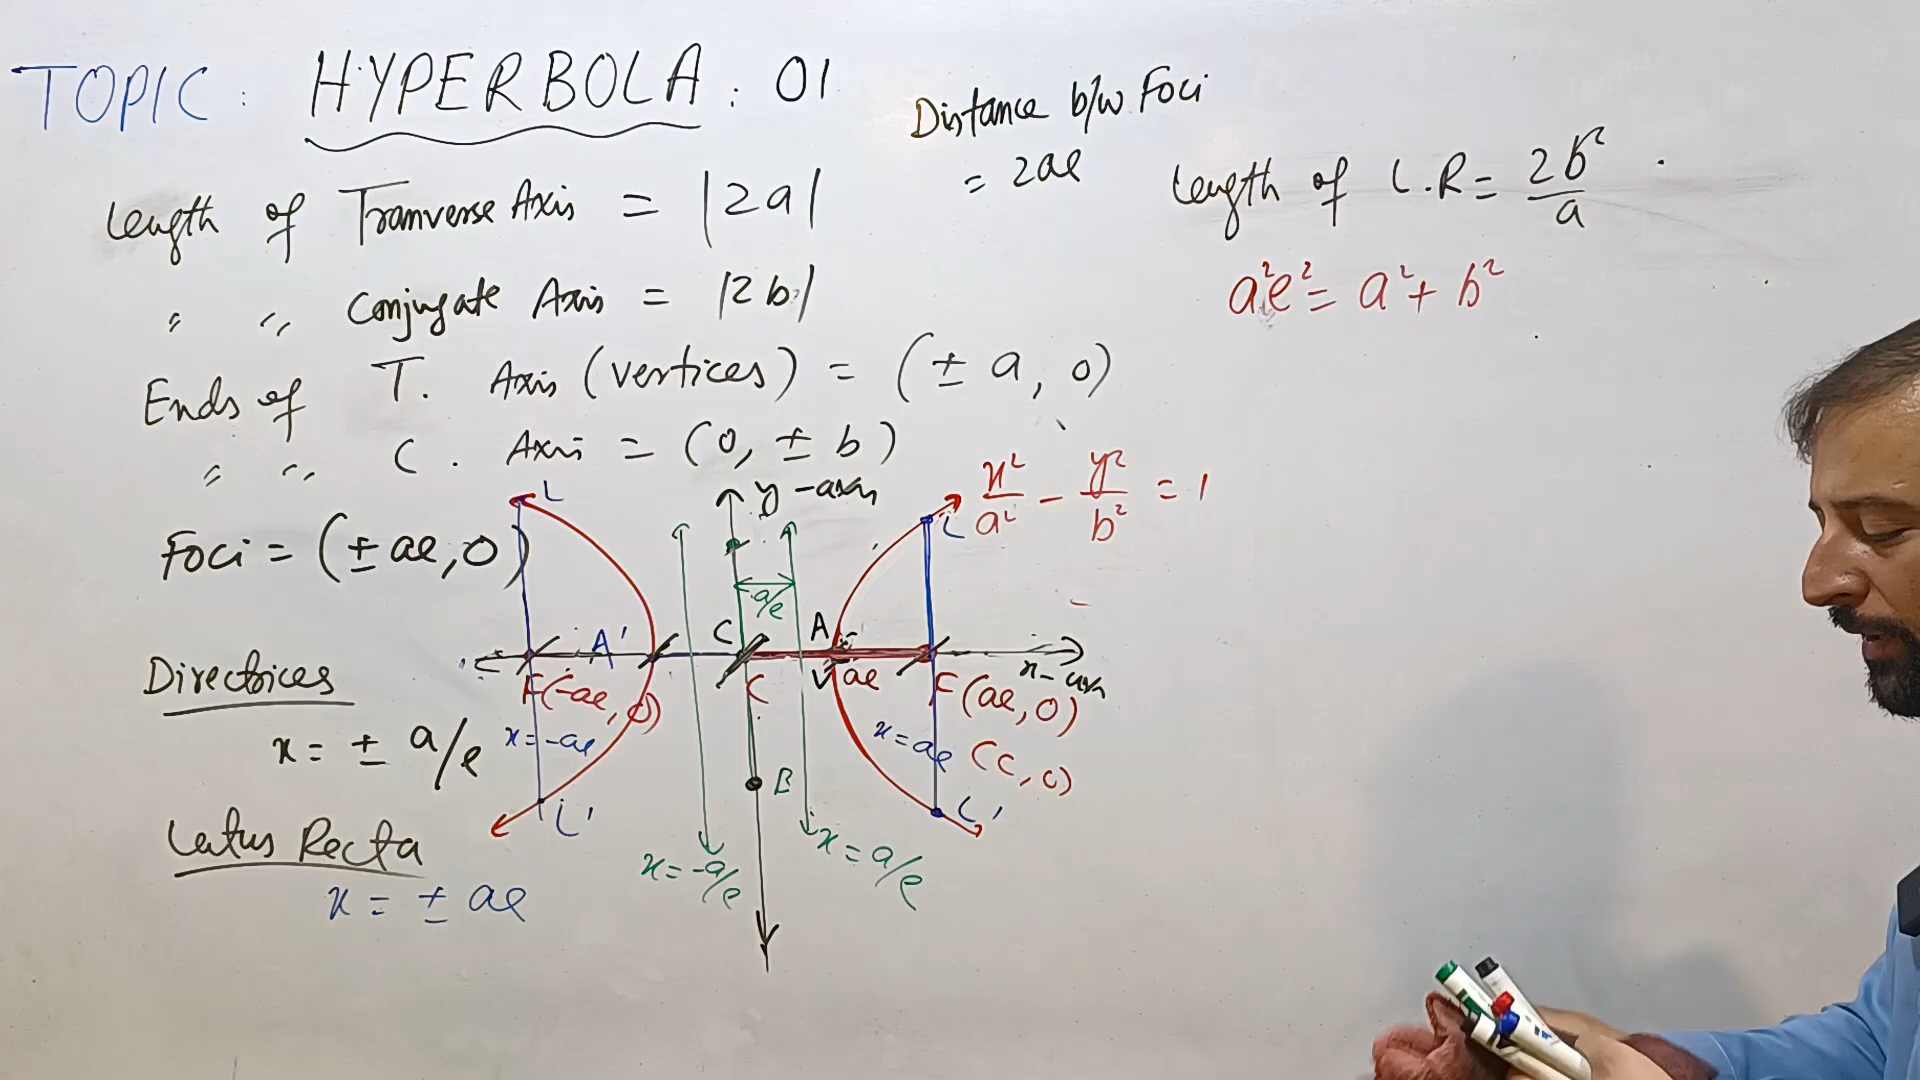 TOPIC : HYPERBOLA : 01
Distance b/w Foci
= 2ae
Length of L.R = 2b²/a
a²e² = a² + b²
Length of Tranverse Axis = |2a|
" " Conjugate Axis = |2b|
Ends of T. Axis (vertices) = (± a, 0)
" " C. Axis = (0, ± b)
Foci = (± ae, 0)
Directrices
x = ± a/e
Latus Recta
x = ± ae
x²/a² - y²/b² = 1
y-axis
L
L
a/e
A'
C
A
x-axis
F(-ae, 0)
C
V
ae
F(ae, 0)
x = -ae
x = ae
(c, 0)
B
L'
L'
x = -a/e
x = a/e